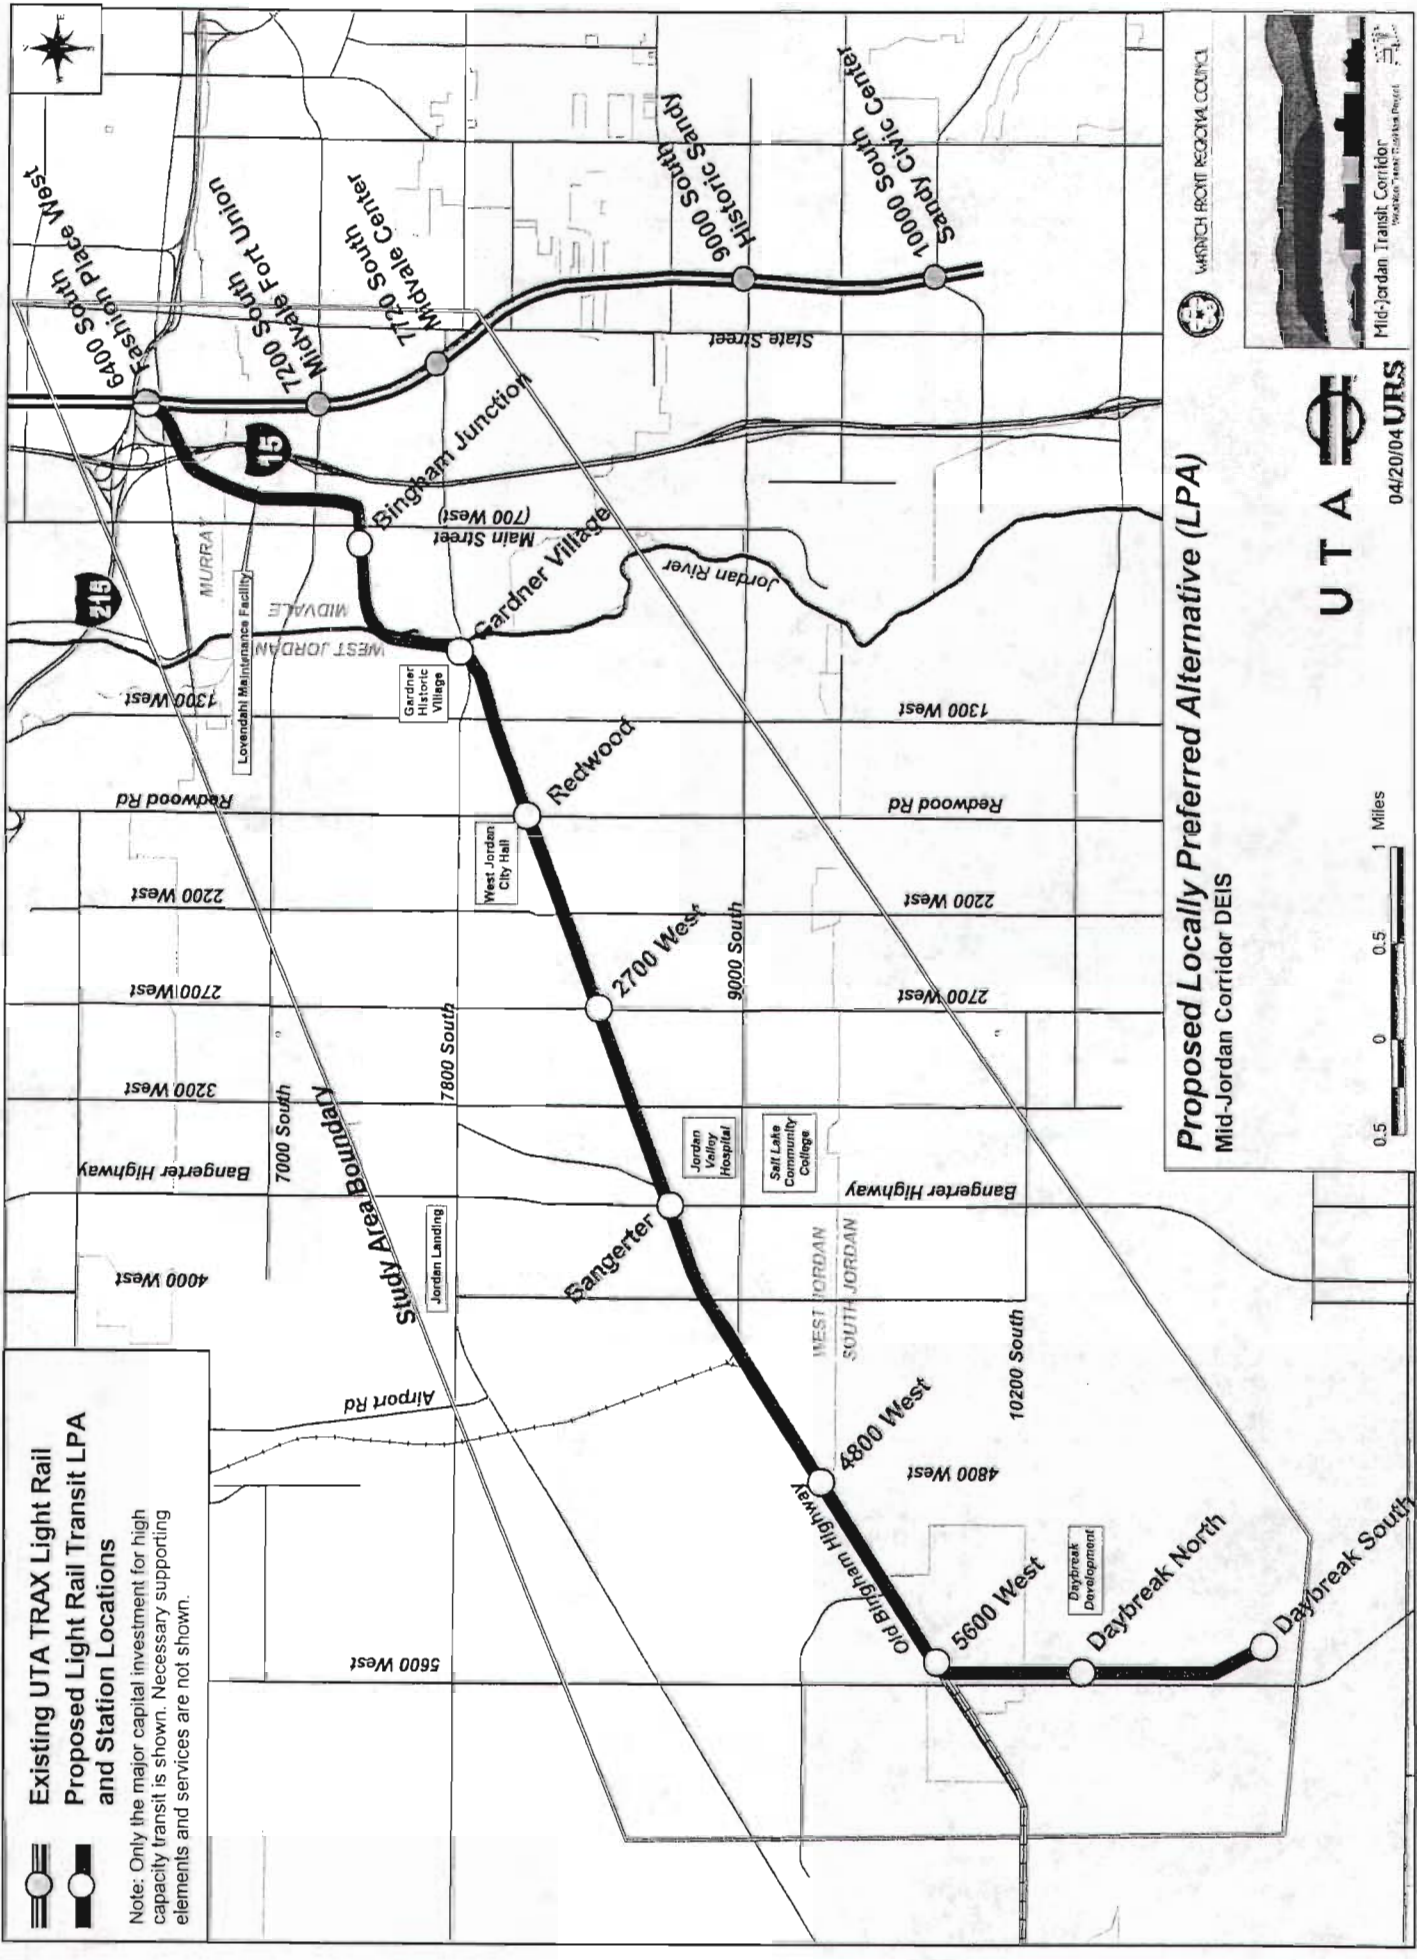 Existing UTA TRAX Light Rail
Proposed Light Rail Transit LPA
and Station Locations
Note: Only the major capital investment for high
capacity transit is shown. Necessary supporting
elements and services are not shown.
6400 South
Fashion Place West
7200 South
Midvale Fort Union
7720 South
Midvale Center
9000 South
Historic Sandy
10000 South
Sandy Civic Center
215
15
MURRAY
MIDVALE
WEST JORDAN
Lovendahl Maintenance Facility
Bingham Junction
Main Street
(700 West)
State Street
Jordan River
Gardner Village
Gardner
Historic
Village
1300 West
1300 West
Redwood
Redwood Rd
Redwood Rd
West Jordan
City Hall
2200 West
2200 West
2700 West
2700 West
2700 West
9000 South
7800 South
3200 West
7000 South
Study Area Boundary
Bangerter Highway
Bangerter Highway
Jordan
Valley
Hospital
Salt Lake
Community
College
Bangerter
Jordan Landing
4000 West
WEST JORDAN
SOUTH JORDAN
10200 South
Airport Rd
4800 West
4800 West
Old Bingham Highway
5600 West
5600 West
Daybreak
Development
Daybreak North
Daybreak South
Proposed Locally Preferred Alternative (LPA)
Mid-Jordan Corridor DEIS
0.5
0
0.5
1 Miles
U T A
04/20/04 URS
WASATCH FRONT REGIONAL COUNCIL
Mid-Jordan Transit Corridor
N
E
S
W